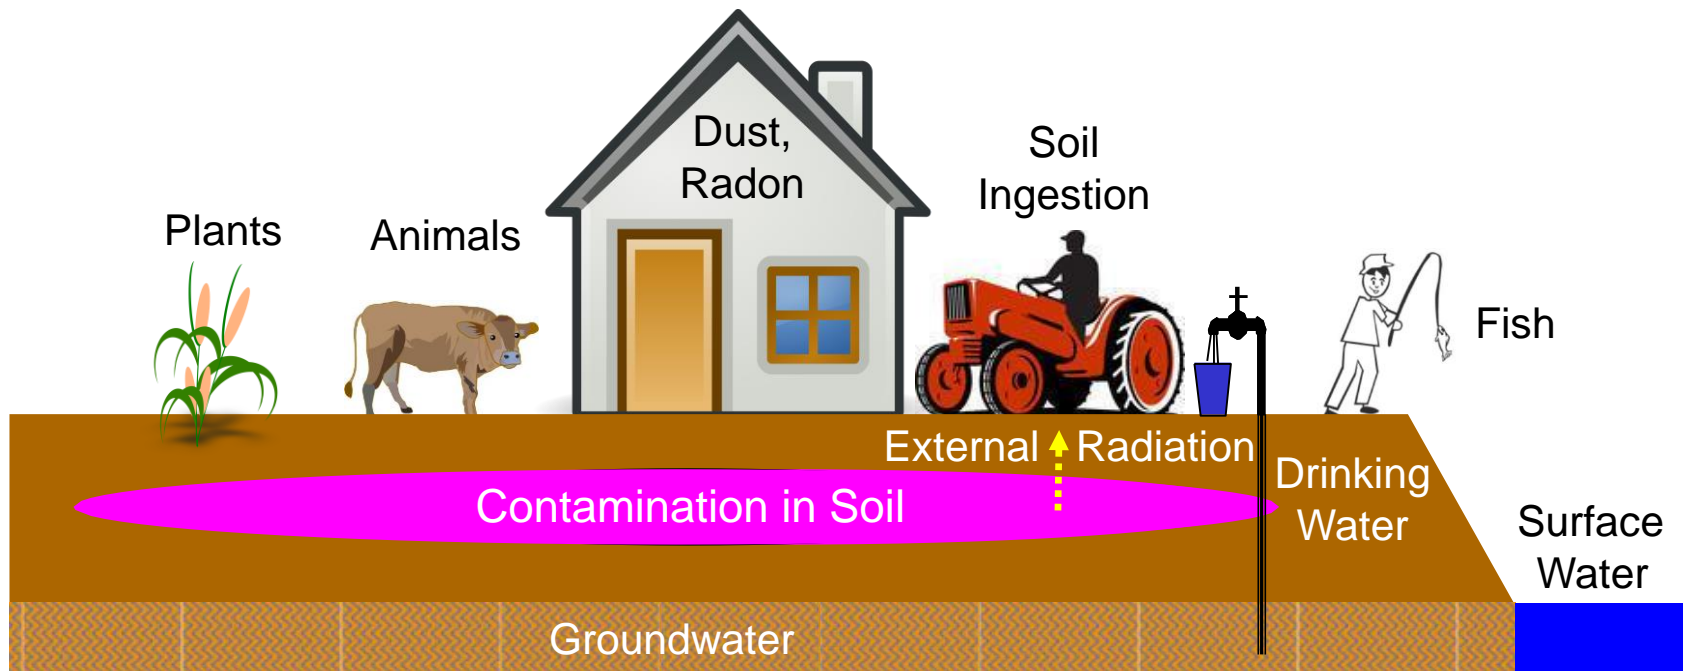 Dust,
Radon
Soil
Ingestion
Plants
Animals
Fish
External Radiation
Drinking
Water
Contamination in Soil
Surface
Water
Groundwater